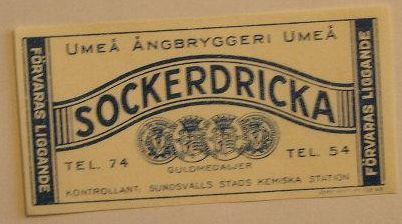 UMEÅ ÅNGBRYGGERI UMEÅ
FÖRVARAS LIGGANDE
SOCKERDRICKA
FÖRVARAS LIGGANDE
TEL. 74
TEL. 54
GULDMEDALJER
KONTROLLANT: SUNDSVALLS STADS KEMISKA STATION